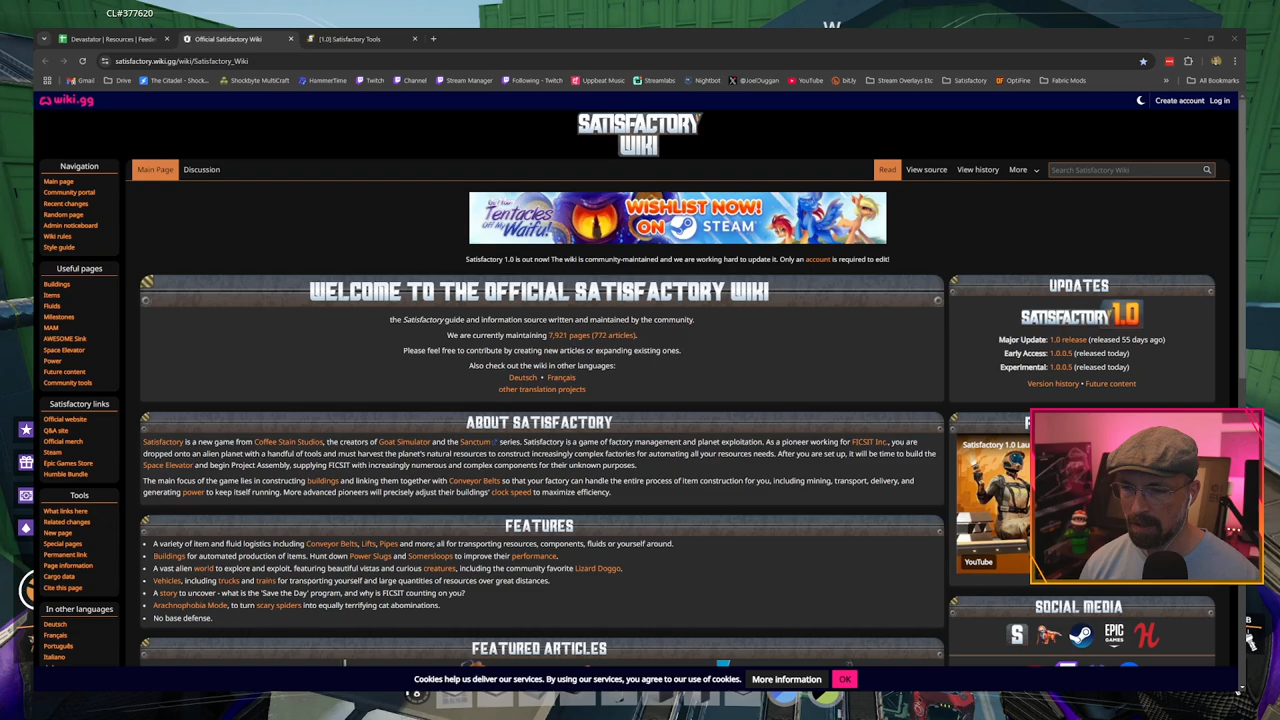 CL#377620
Devastator | Resources | Feede
Official Satisfactory Wiki
[1.0] Satisfactory Tools
satisfactory.wiki.gg/wiki/Satisfactory_Wiki
Gmail
Drive
The Citadel - Shock...
Shockbyte MultiCraft
HammerTime
Twitch
Channel
Stream Manager
Following - Twitch
Uppbeat Music
Streamlabs
Nightbot
@JoelDuggan
YouTube
bit.ly
Stream Overlays Etc
Satisfactory
OptiFine
Fabric Mods
All Bookmarks
wiki.gg
Create account Log in
SATISFACTORY
WIKI
Main Page Discussion
Read View source View history More
Search Satisfactory Wiki
Navigation
Main page
Community portal
Recent changes
Random page
Admin noticeboard
Wiki rules
Style guide
Useful pages
Buildings
Items
Fluids
Milestones
MAM
AWESOME Sink
Space Elevator
Power
Future content
Community tools
Satisfactory links
Official website
Q&A site
Official merch
Steam
Epic Games Store
Humble Bundle
Tools
What links here
Related changes
New page
Special pages
Permanent link
Page information
Cargo data
Cite this page
In other languages
Deutsch
Français
Português
Italiano
Tentacles
Off My Waifu!
WISHLIST NOW!
ON STEAM
Satisfactory 1.0 is out now! The wiki is community-maintained and we are working hard to update it. Only an account is required to edit!
WELCOME TO THE OFFICIAL SATISFACTORY WIKI
the Satisfactory guide and information source written and maintained by the community.
We are currently maintaining 7,921 pages (772 articles).
Please feel free to contribute by creating new articles or expanding existing ones.
Also check out the wiki in other languages:
Deutsch • Français
other translation projects
UPDATES
SATISFACTORY 1.0
Major Update: 1.0 release (released 55 days ago)
Early Access: 1.0.0.5 (released today)
Experimental: 1.0.0.5 (released today)
Version history • Future content
ABOUT SATISFACTORY
Satisfactory is a new game from Coffee Stain Studios, the creators of Goat Simulator and the Sanctum series. Satisfactory is a game of factory management and planet exploitation. As a pioneer working for FICSIT Inc., you are
dropped onto an alien planet with a handful of tools and must harvest the planet's natural resources to construct increasingly complex factories for automating all your resources needs. After you are set up, it will be time to build the
Space Elevator and begin Project Assembly, supplying FICSIT with increasingly numerous and complex components for their unknown purposes.
The main focus of the game lies in constructing buildings and linking them together with Conveyor Belts so that your factory can handle the entire process of item construction for you, including mining, transport, delivery, and
generating power to keep itself running. More advanced pioneers will precisely adjust their buildings' clock speed to maximize efficiency.
Satisfactory 1.0 Lau
YouTube
FEATURES
• A variety of item and fluid logistics including Conveyor Belts, Lifts, Pipes and more; all for transporting resources, components, fluids or yourself around.
• Buildings for automated production of items. Hunt down Power Slugs and Somersloops to improve their performance.
• A vast alien world to explore and exploit, featuring beautiful vistas and curious creatures, including the community favorite Lizard Doggo.
• Vehicles, including trucks and trains for transporting yourself and large quantities of resources over great distances.
• A story to uncover - what is the 'Save the Day' program, and why is FICSIT counting on you?
• Arachnophobia Mode, to turn scary spiders into equally terrifying cat abominations.
• No base defense.
SOCIAL MEDIA
EPIC
GAMES
FEATURED ARTICLES
Cookies help us deliver our services. By using our services, you agree to our use of cookies. More information OK